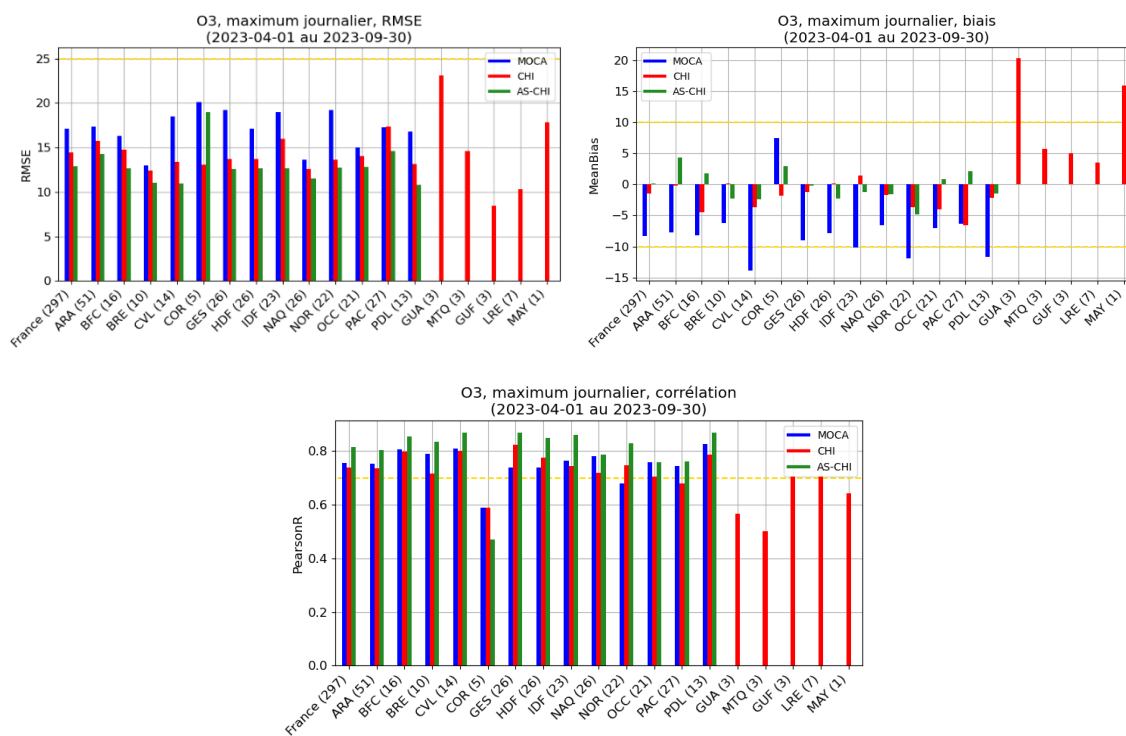 O3, maximum journalier, RMSE
(2023-04-01 au 2023-09-30)
25
20
15
10
5
0
RMSE
MOCA
CHI
AS-CHI
France (297)
ARA (51)
BFC (16)
BRE (10)
CVL (14)
COR (5)
GES (26)
HDF (26)
IDF (23)
NAQ (26)
NOR (22)
OCC (21)
PAC (27)
PDL (13)
GUA (3)
MTQ (3)
GUF (3)
LRE (7)
MAY (1)
O3, maximum journalier, biais
(2023-04-01 au 2023-09-30)
20
15
10
5
0
−5
−10
−15
MeanBias
MOCA
CHI
AS-CHI
France (297)
ARA (51)
BFC (16)
BRE (10)
CVL (14)
COR (5)
GES (26)
HDF (26)
IDF (23)
NAQ (26)
NOR (22)
OCC (21)
PAC (27)
PDL (13)
GUA (3)
MTQ (3)
GUF (3)
LRE (7)
MAY (1)
O3, maximum journalier, corrélation
(2023-04-01 au 2023-09-30)
0.8
0.6
0.4
0.2
0.0
PearsonR
MOCA
CHI
AS-CHI
France (297)
ARA (51)
BFC (16)
BRE (10)
CVL (14)
COR (5)
GES (26)
HDF (26)
IDF (23)
NAQ (26)
NOR (22)
OCC (21)
PAC (27)
PDL (13)
GUA (3)
MTQ (3)
GUF (3)
LRE (7)
MAY (1)